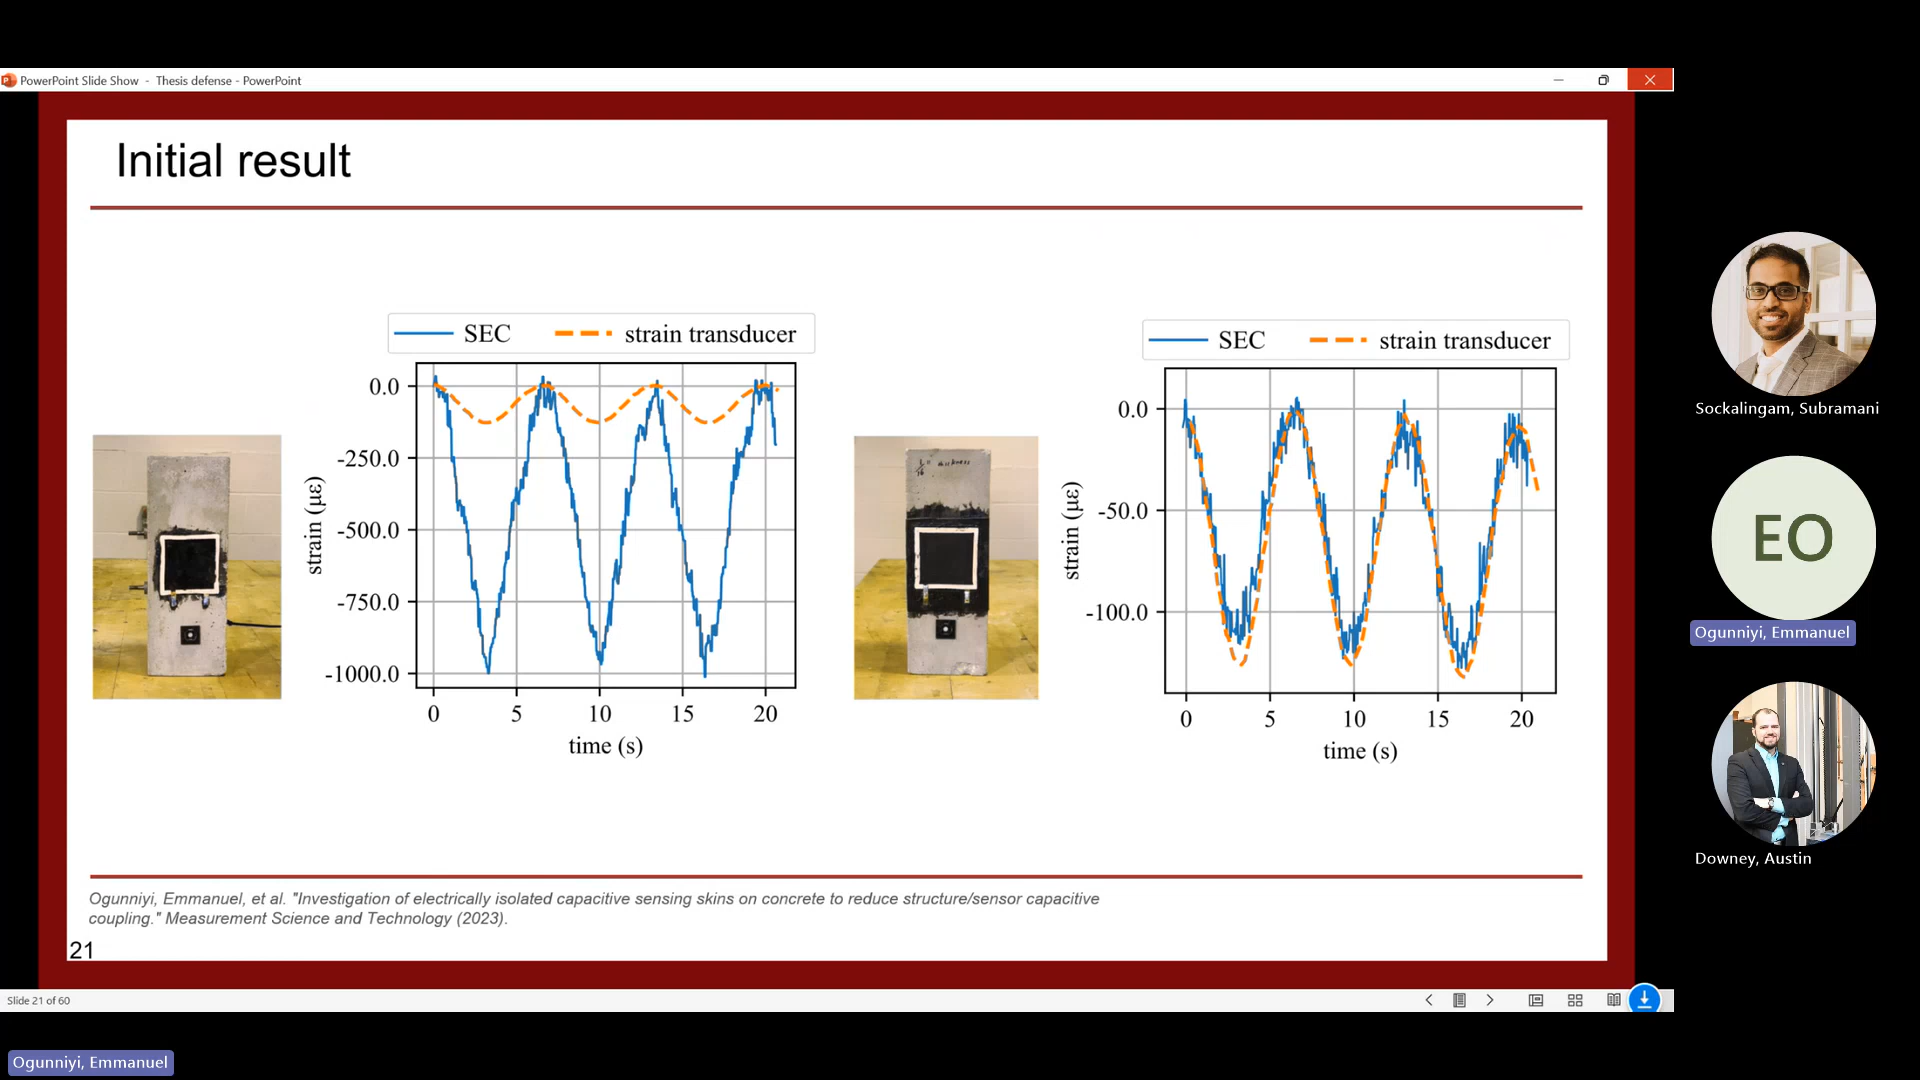 PowerPoint Slide Show - Thesis defense - PowerPoint
Initial result
SEC strain transducer
0.0
-250.0
-500.0
-750.0
-1000.0
strain (µε)
0 5 10 15 20
time (s)
SEC strain transducer
0.0
-50.0
-100.0
strain (µε)
0 5 10 15 20
time (s)
Ogunniyi, Emmanuel, et al. "Investigation of electrically isolated capacitive sensing skins on concrete to reduce structure/sensor capacitive
coupling." Measurement Science and Technology (2023).
21
Slide 21 of 60
Sockalingam, Subramani
EO
Ogunniyi, Emmanuel
Downey, Austin
Ogunniyi, Emmanuel